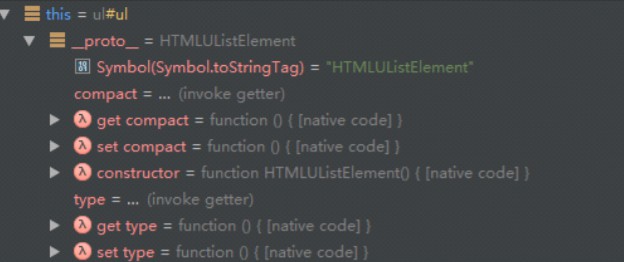 this = ul#ul
__proto__ = HTMLUListElement
Symbol(Symbol.toStringTag) = "HTMLUListElement"
compact = ... (invoke getter)
get compact = function () { [native code] }
set compact = function () { [native code] }
constructor = function HTMLUListElement() { [native code] }
type = ... (invoke getter)
get type = function () { [native code] }
set type = function () { [native code] }